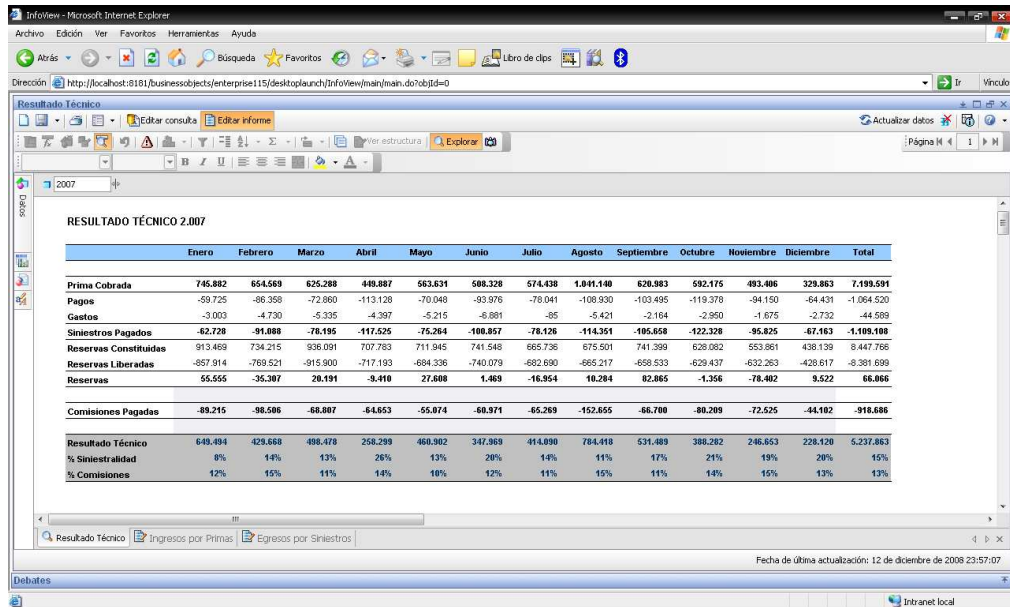 InfoView - Microsoft Internet Explorer
Archivo Edición Ver Favoritos Herramientas Ayuda
Atrás Búsqueda Favoritos Libro de clips
Dirección http://localhost:8181/businessobjects/enterprise115/desktoplaunch/InfoView/main/main.do?objId=0 Ir Vínculo
Resultado Técnico
Editar consulta Editar informe Actualizar datos
Σ Ver estructura Explorar Página 1
B I U A
2007
Datos
RESULTADO TÉCNICO 2.007
Enero Febrero Marzo Abril Mayo Junio Julio Agosto Septiembre Octubre Noviembre Diciembre Total
Prima Cobrada 745.882 654.569 625.288 449.887 563.631 508.328 574.438 1.041.140 620.983 592.175 493.406 329.863 7.199.591
Pagos -59.725 -86.358 -72.860 -113.128 -70.048 -93.976 -78.041 -108.930 -103.495 -119.378 -94.150 -64.431 -1.064.520
Gastos -3.003 -4.730 -5.335 -4.397 -5.215 -6.881 -85 -5.421 -2.164 -2.950 -1.675 -2.732 -44.589
Siniestros Pagados -62.728 -91.088 -78.195 -117.525 -75.264 -100.857 -78.126 -114.351 -105.658 -122.328 -95.825 -67.163 -1.109.108
Reservas Constituidas 913.469 734.215 936.091 707.783 711.945 741.548 665.736 675.501 741.399 628.082 553.861 438.139 8.447.766
Reservas Liberadas -857.914 -769.521 -915.900 -717.193 -684.336 -740.079 -682.690 -665.217 -658.533 -629.437 -632.263 -428.617 -8.381.699
Reservas 55.555 -35.307 20.191 -9.410 27.608 1.469 -16.954 10.284 82.865 -1.356 -78.402 9.522 66.066
Comisiones Pagadas -89.215 -98.506 -68.807 -64.653 -55.074 -60.971 -65.269 -152.655 -66.700 -80.209 -72.525 -44.102 -918.686
Resultado Técnico 649.494 429.668 498.478 258.299 460.902 347.969 414.090 784.418 531.489 388.282 246.653 228.120 5.237.863
% Siniestralidad 8% 14% 13% 26% 13% 20% 14% 11% 17% 21% 19% 20% 15%
% Comisiones 12% 15% 11% 14% 10% 12% 11% 15% 11% 14% 15% 13% 13%
Resultado Técnico Ingresos por Primas Egresos por Siniestros
Fecha de última actualización: 12 de diciembre de 2008 23:57:07
Debates
Intranet local